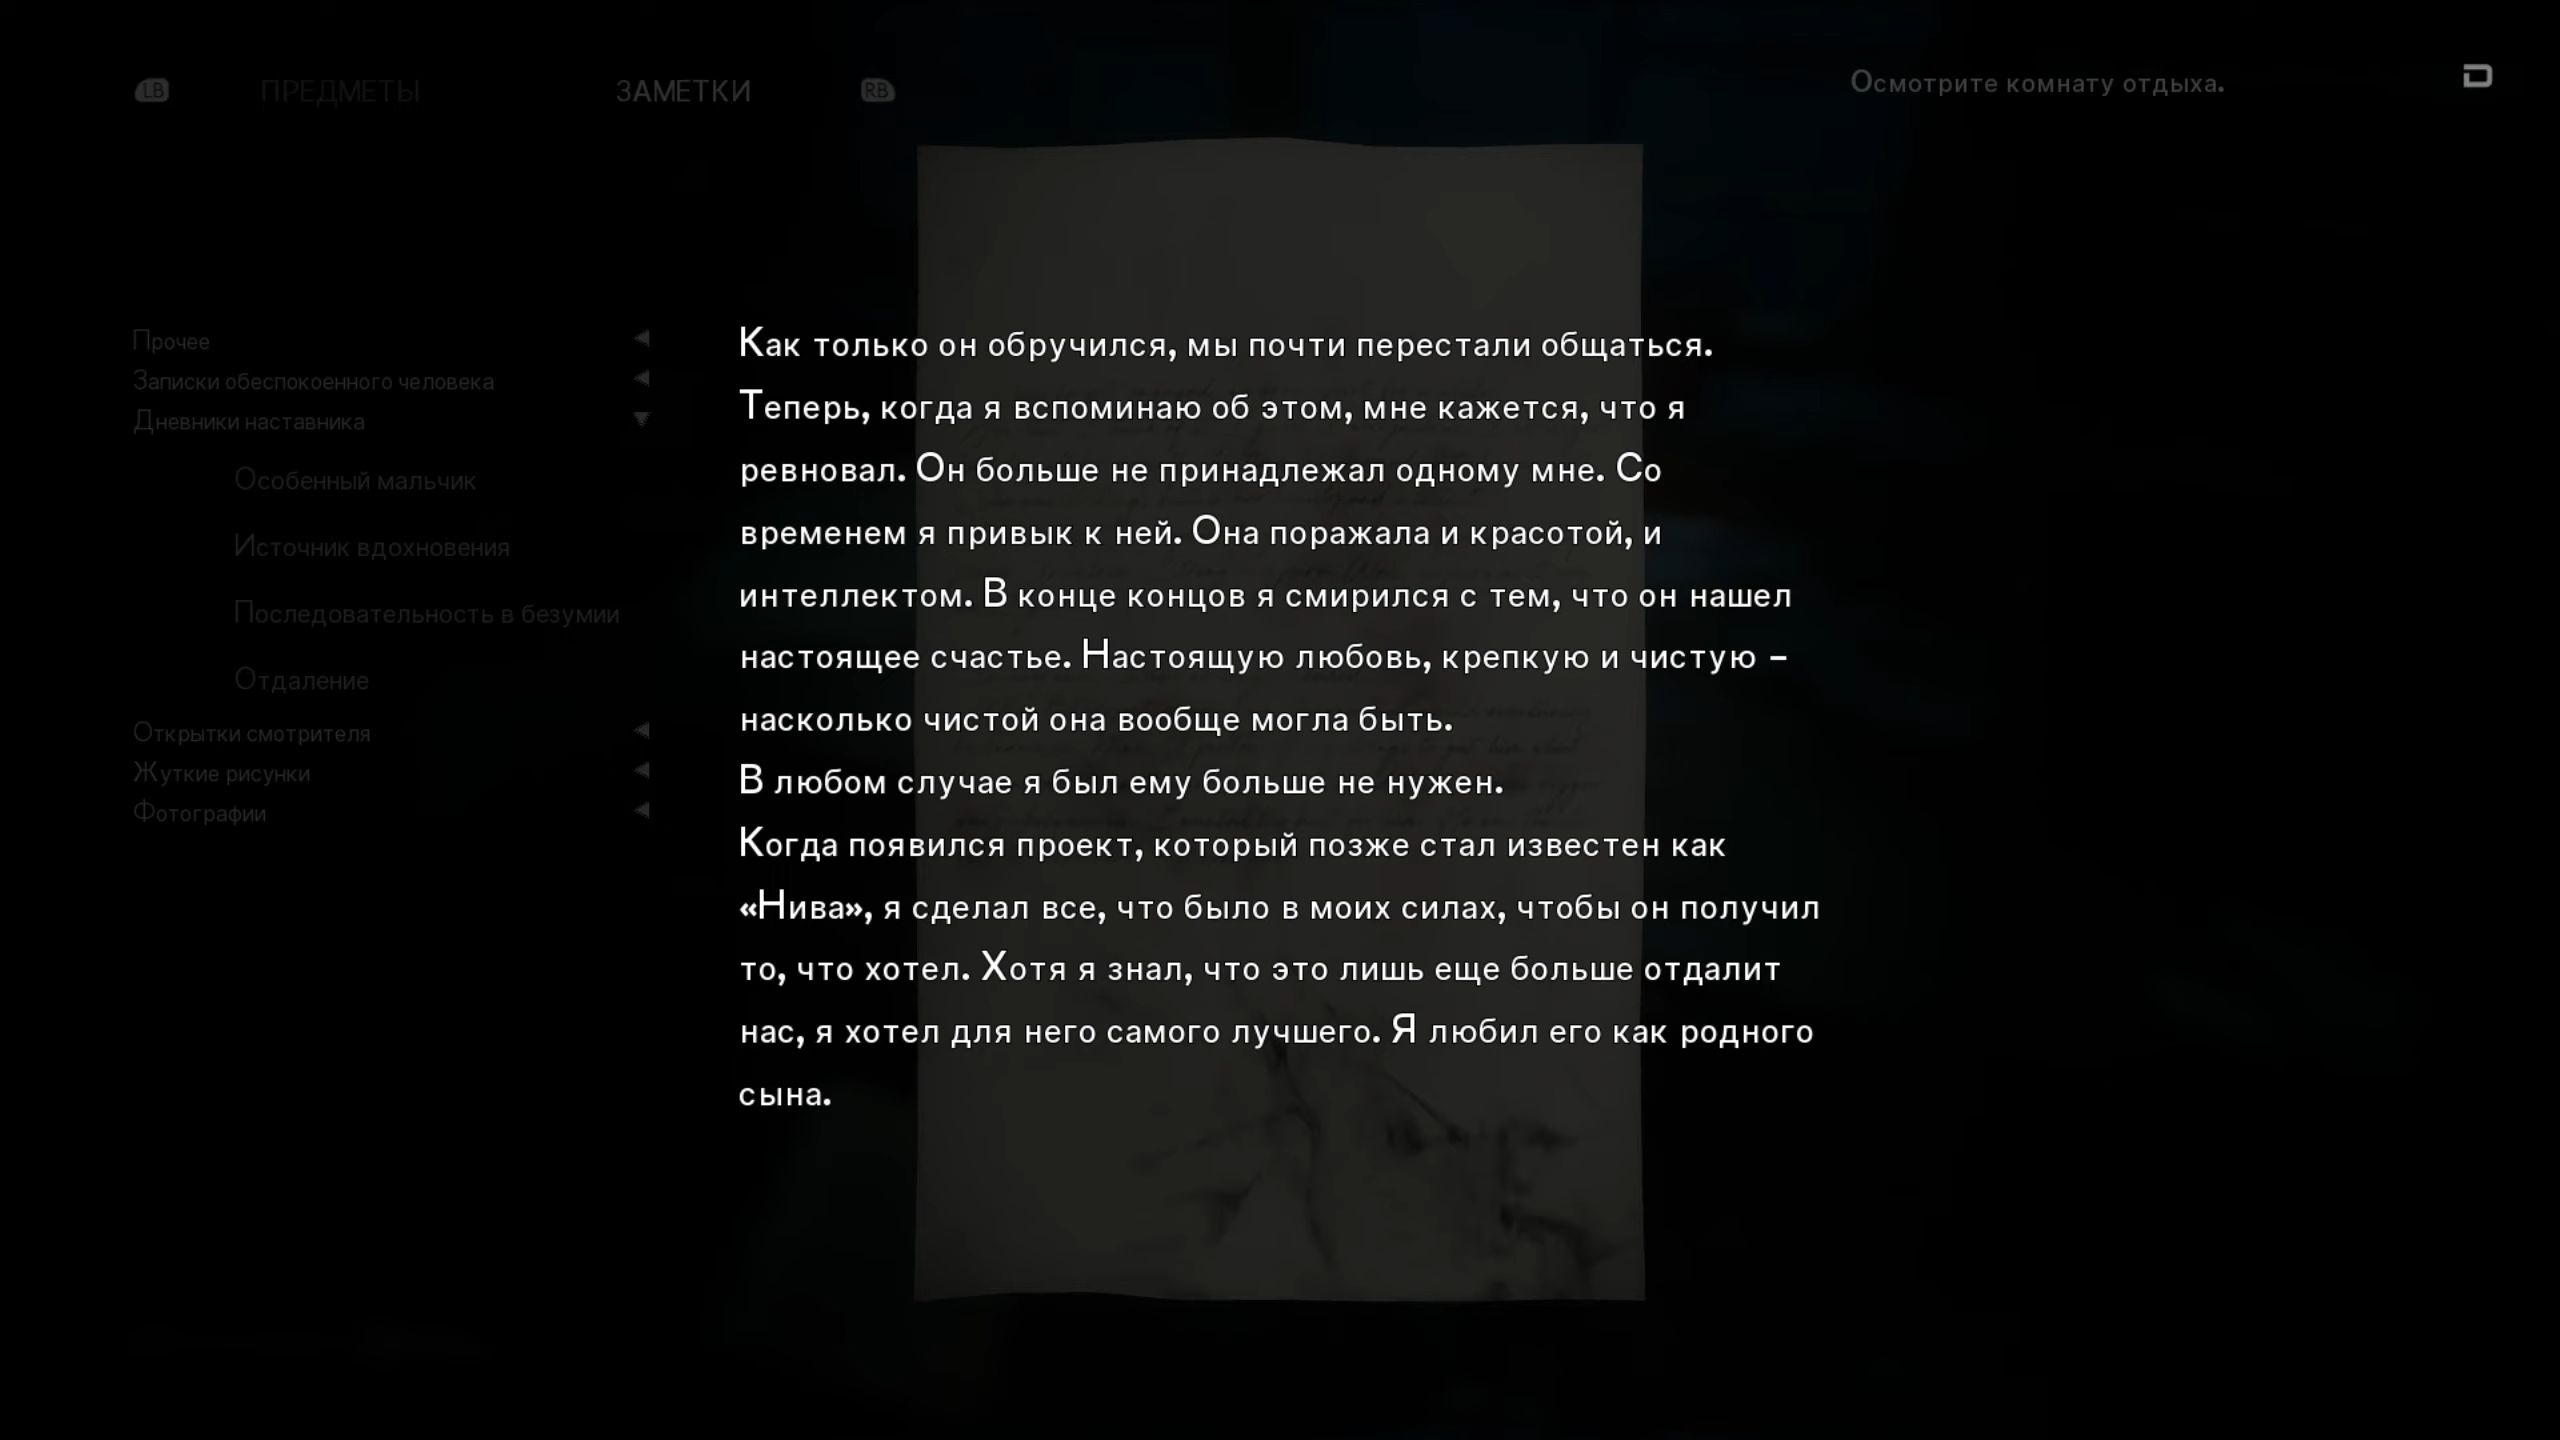 LB ПРЕДМЕТЫ ЗАМЕТКИ RB
Осмотрите комнату отдыха.
Прочее
Записки обеспокоенного человека
Дневники наставника
Особенный мальчик
Источник вдохновения
Последовательность в безумии
Отдаление
Открытки смотрителя
Жуткие рисунки
Фотографии
Как только он обручился, мы почти перестали общаться.
Теперь, когда я вспоминаю об этом, мне кажется, что я
ревновал. Он больше не принадлежал одному мне. Со
временем я привык к ней. Она поражала и красотой, и
интеллектом. В конце концов я смирился с тем, что он нашел
настоящее счастье. Настоящую любовь, крепкую и чистую –
насколько чистой она вообще могла быть.
В любом случае я был ему больше не нужен.
Когда появился проект, который позже стал известен как
«Нива», я сделал все, что было в моих силах, чтобы он получил
то, что хотел. Хотя я знал, что это лишь еще больше отдалит
нас, я хотел для него самого лучшего. Я любил его как родного
сына.